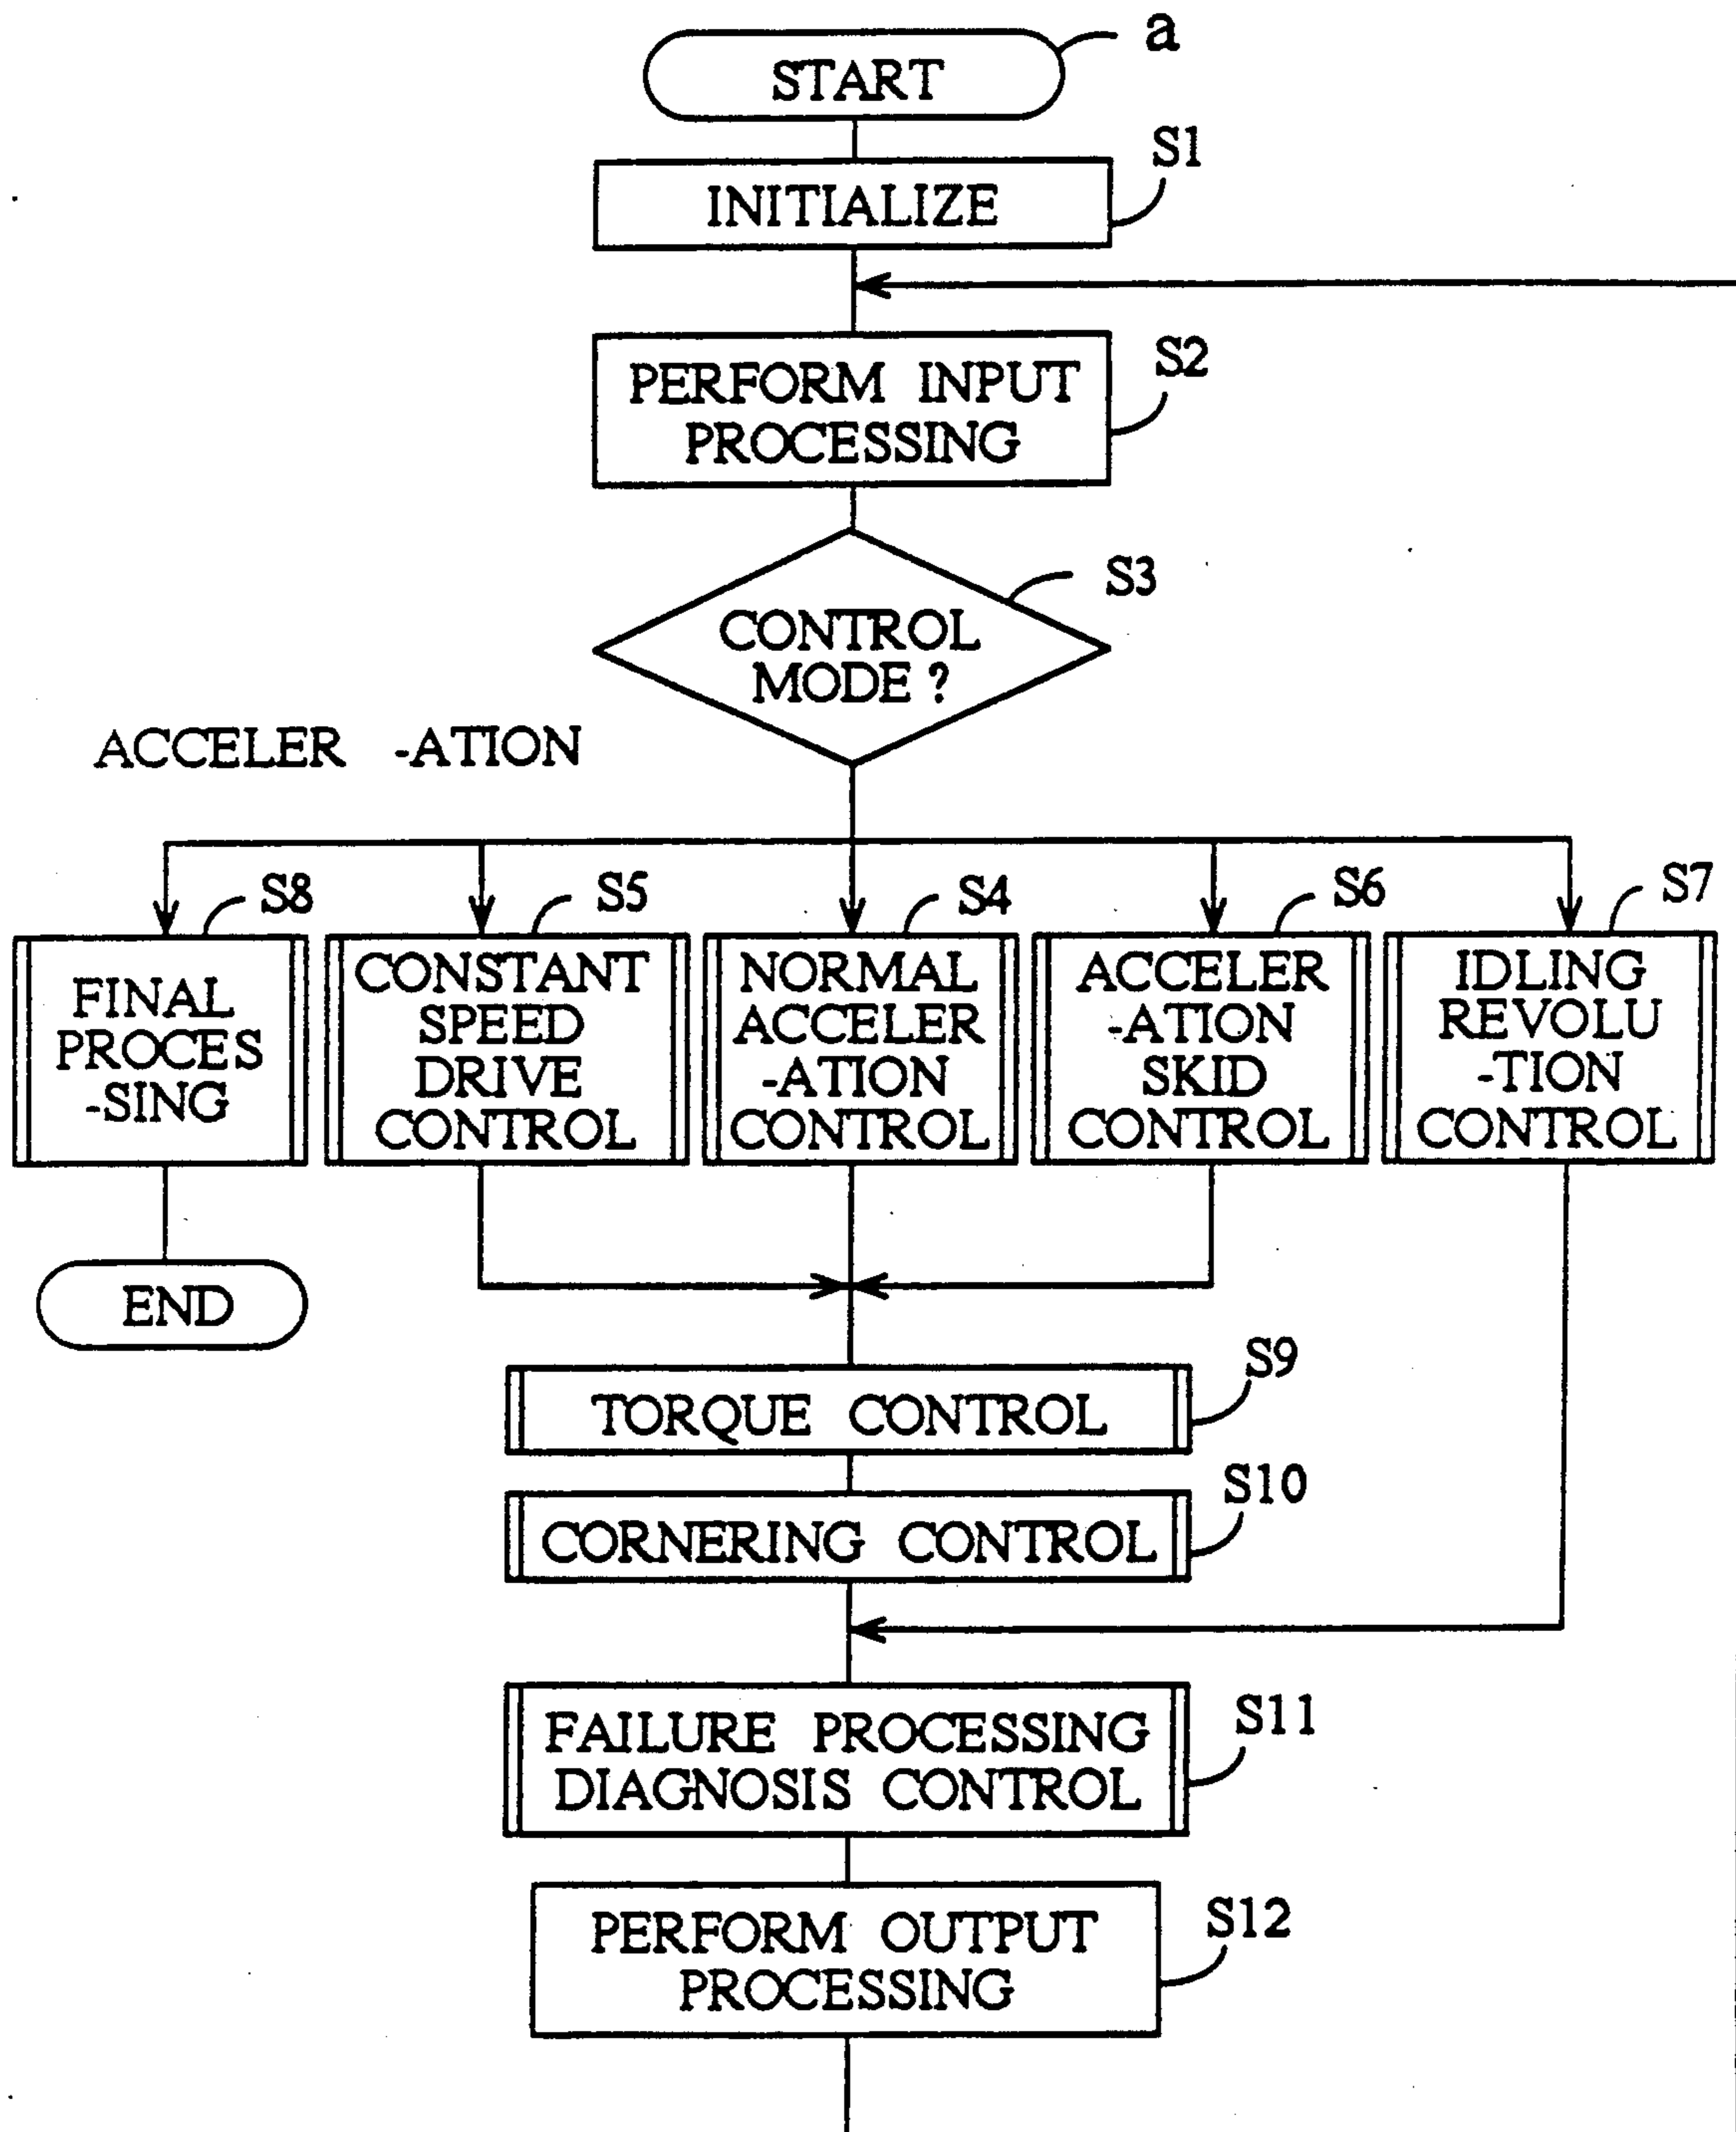 a
START
S1
INITIALIZE
S2
PERFORM INPUT
PROCESSING
S3
CONTROL
MODE ?
ACCELER -ATION
S8
FINAL
PROCES
-SING
S5
CONSTANT
SPEED
DRIVE
CONTROL
S4
NORMAL
ACCELER
-ATION
CONTROL
S6
ACCELER
-ATION
SKID
CONTROL
S7
IDLING
REVOLU
-TION
CONTROL
END
S9
TORQUE CONTROL
S10
CORNERING CONTROL
S11
FAILURE PROCESSING
DIAGNOSIS CONTROL
S12
PERFORM OUTPUT
PROCESSING